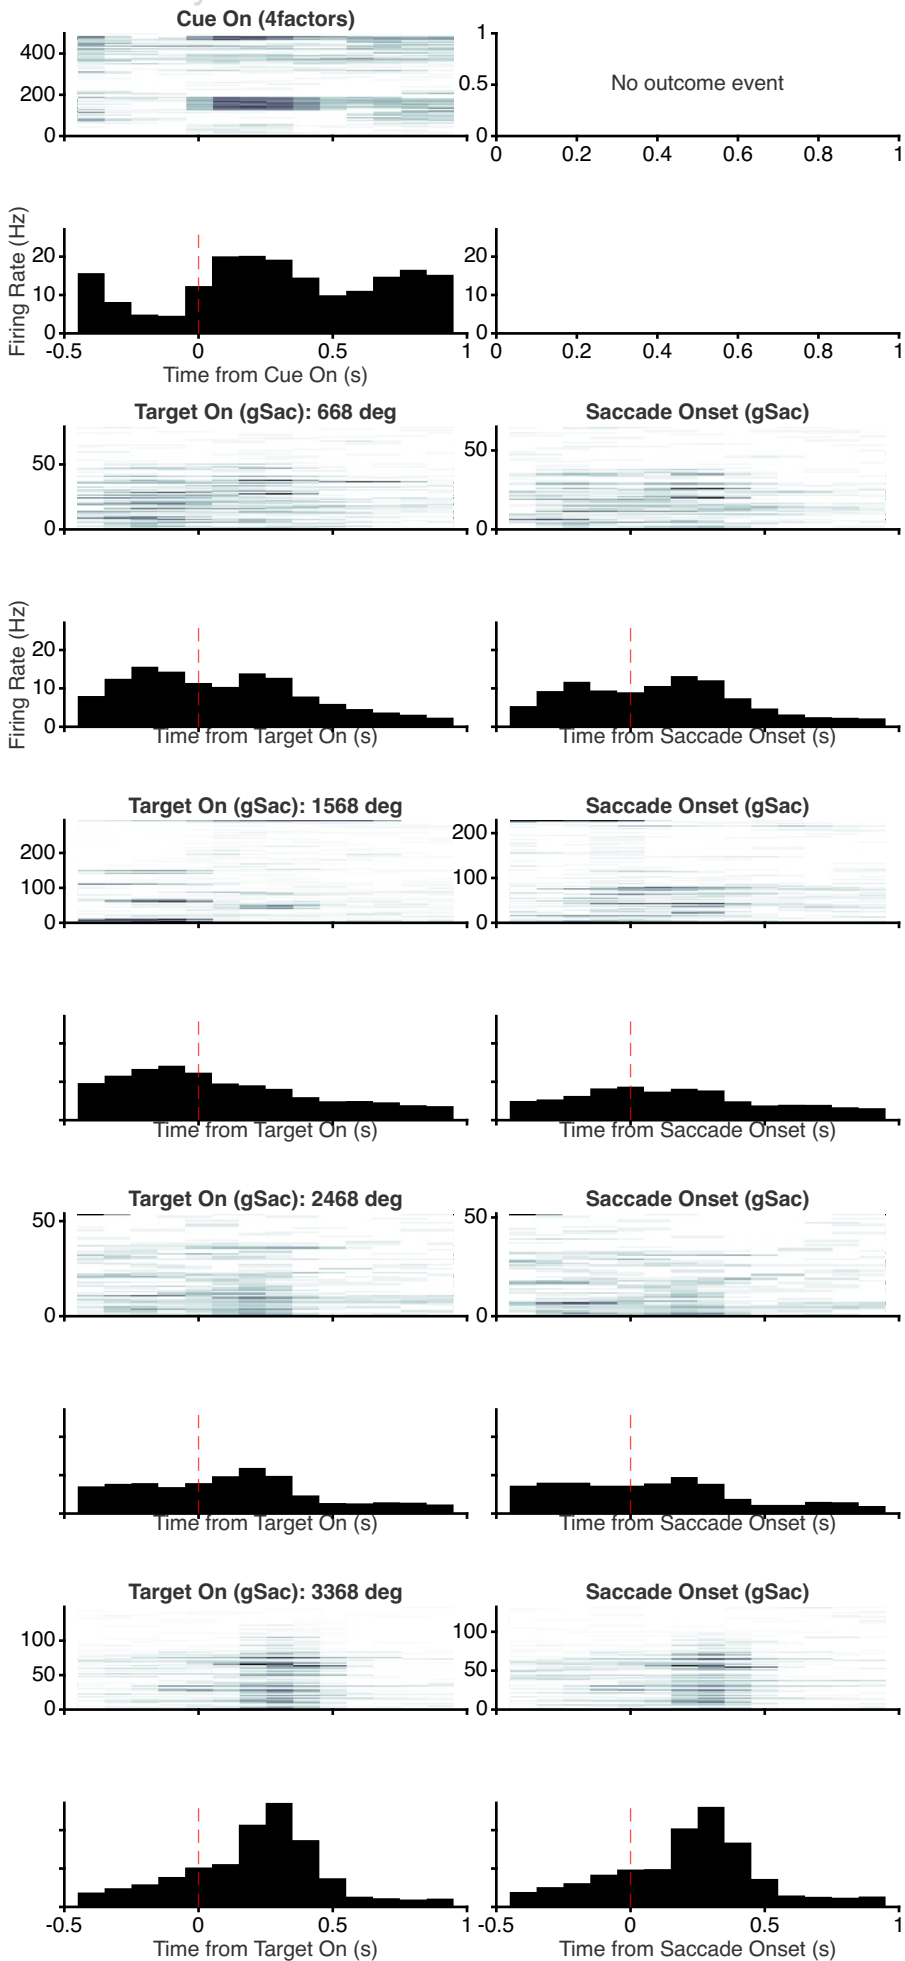 Cue On (4factors)
400
200
0
1
0.5
0
No outcome event
0 0.2 0.4 0.6 0.8 1
Firing Rate (Hz)
20
10
0
-0.5 0 0.5 1
Time from Cue On (s)
20
10
0
0 0.2 0.4 0.6 0.8 1
Target On (gSac): 668 deg
50
0
Saccade Onset (gSac)
50
0
Firing Rate (Hz)
20
10
0
Time from Target On (s)
Time from Saccade Onset (s)
Target On (gSac): 1568 deg
200
100
0
Saccade Onset (gSac)
200
100
0
Time from Target On (s)
Time from Saccade Onset (s)
Target On (gSac): 2468 deg
50
0
Saccade Onset (gSac)
50
0
Time from Target On (s)
Time from Saccade Onset (s)
Target On (gSac): 3368 deg
100
50
0
Saccade Onset (gSac)
100
50
0
-0.5 0 0.5 1
Time from Target On (s)
-0.5 0 0.5 1
Time from Saccade Onset (s)